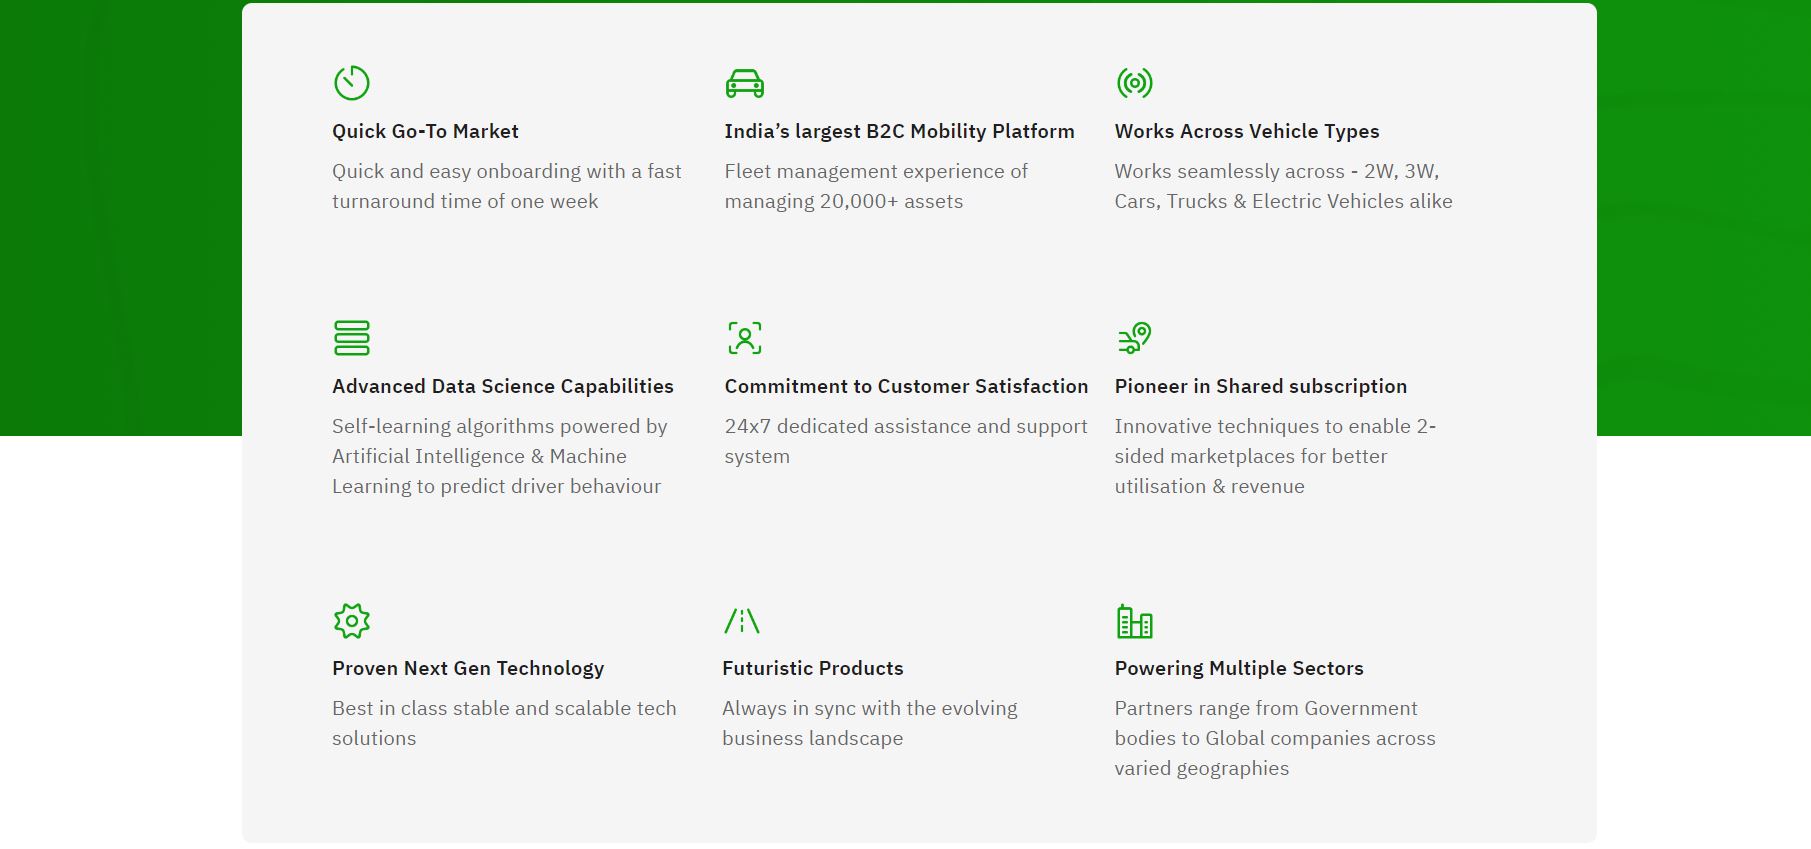 Quick Go-To Market
Quick and easy onboarding with a fast
turnaround time of one week
India’s largest B2C Mobility Platform
Fleet management experience of
managing 20,000+ assets
Works Across Vehicle Types
Works seamlessly across - 2W, 3W,
Cars, Trucks & Electric Vehicles alike
Advanced Data Science Capabilities
Self-learning algorithms powered by
Artificial Intelligence & Machine
Learning to predict driver behaviour
Commitment to Customer Satisfaction
24x7 dedicated assistance and support
system
Pioneer in Shared subscription
Innovative techniques to enable 2-
sided marketplaces for better
utilisation & revenue
Proven Next Gen Technology
Best in class stable and scalable tech
solutions
Futuristic Products
Always in sync with the evolving
business landscape
Powering Multiple Sectors
Partners range from Government
bodies to Global companies across
varied geographies